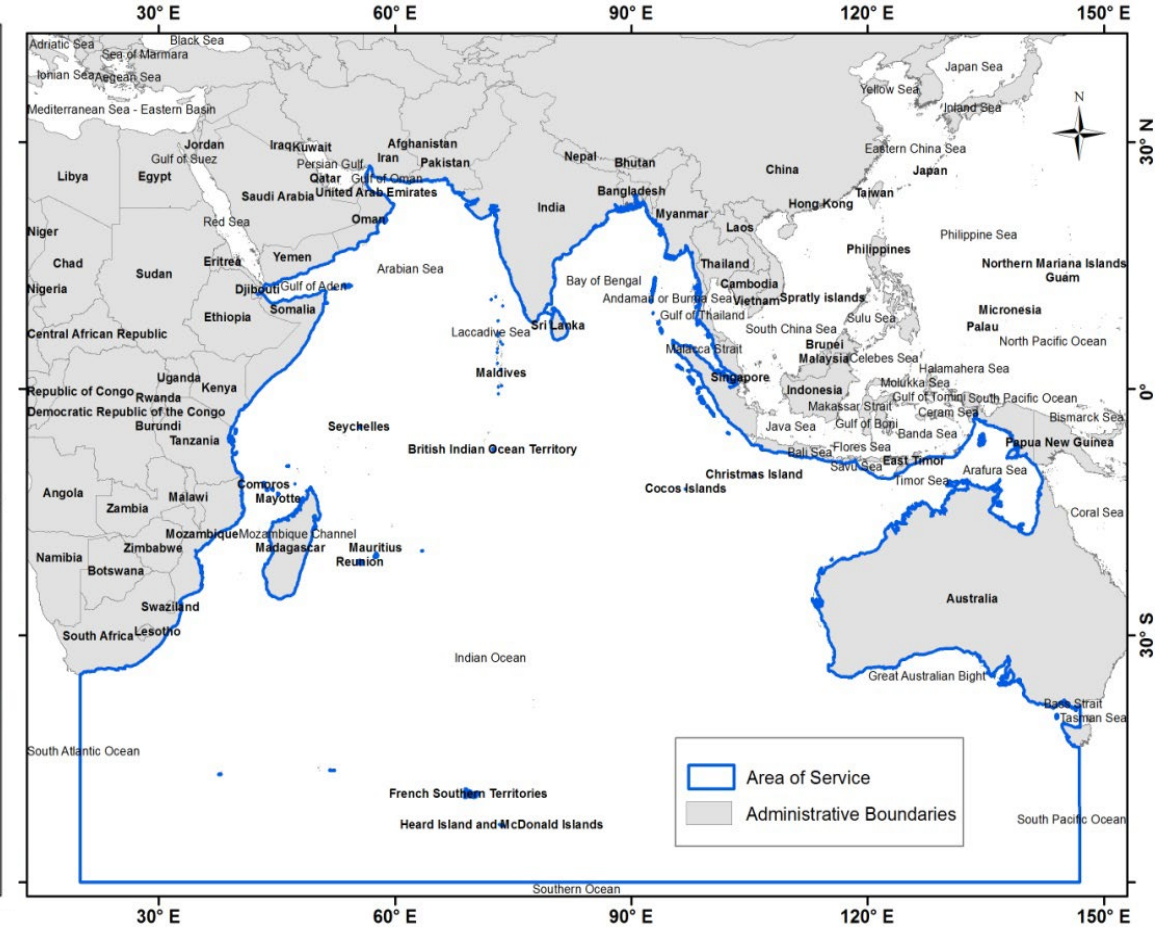 30° E 60° E 90° E 120° E 150° E
Black Sea
Adriatic Sea
Sea of Marmara
Ionian Sea Aegean Sea
Japan Sea
Yellow Sea
Mediterranean Sea - Eastern Basin
Inland Sea
N
30° N
Jordan
Iraq Kuwait
Afghanistan
Eastern China Sea
Gulf of Suez
Persian Gulf
Iran
Pakistan
Nepal
Bhutan
China
Japan
Libya
Egypt
Qatar
Gulf of Oman
Saudi Arabia
United Arab Emirates
Bangladesh
Taiwan
India
Myanmar
Hong Kong
Red Sea
Oman
Laos
Niger
Philippine Sea
Chad
Sudan
Eritrea
Yemen
Arabian Sea
Thailand
Philippines
Northern Mariana Islands
Guam
Nigeria
Djibouti
Gulf of Aden
Bay of Bengal
Cambodia
Andaman or Burma Sea
Vietnam
Spratly islands
Ethiopia
Somalia
Gulf of Thailand
Sulu Sea
Micronesia
Central African Republic
Laccadive Sea
Sri Lanka
South China Sea
Palau
Malacca Strait
Brunei
North Pacific Ocean
Malaysia
Celebes Sea
Uganda
Kenya
Maldives
Singapore
Halamahera Sea
Republic of Congo
Rwanda
Indonesia
Molukka Sea
0°
Democratic Republic of the Congo
Gulf of Tomini
South Pacific Ocean
Burundi
Makassar Strait
Ceram Sea
Bismarck Sea
Tanzania
Seychelles
Java Sea
Gulf of Boni
Banda Sea
British Indian Ocean Territory
Bali Sea
Flores Sea
Papua New Guinea
Savu Sea
East Timor
Christmas Island
Timor Sea
Arafura Sea
Angola
Malawi
Comoros
Mayotte
Cocos Islands
Zambia
Coral Sea
Mozambique
Mozambique Channel
Namibia
Zimbabwe
Madagascar
Mauritius
Reunion
Botswana
Swaziland
Australia
South Africa
Lesotho
30° S
Indian Ocean
Great Australian Bight
Bass Strait
Tasman Sea
South Atlantic Ocean
Area of Service
French Southern Territories
Administrative Boundaries
Heard Island and McDonald Islands
South Pacific Ocean
Southern Ocean
30° E 60° E 90° E 120° E 150° E